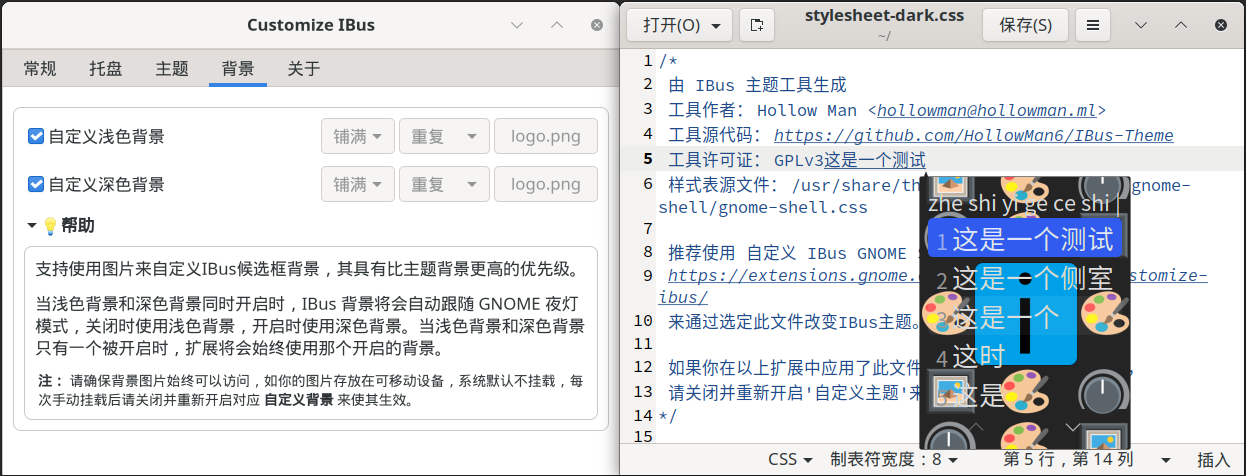 Customize IBus
常规 托盘 主题 背景 关于
自定义浅色背景 铺满 重复 logo.png
自定义深色背景 铺满 重复 logo.png
帮助
支持使用图片来自定义IBus候选框背景，其具有比主题背景更高的优先级。
当浅色背景和深色背景同时开启时，IBus 背景将会自动跟随 GNOME 夜灯
模式，关闭时使用浅色背景，开启时使用深色背景。当浅色背景和深色背景
只有一个被开启时，扩展将会始终使用那个开启的背景。
注： 请确保背景图片始终可以访问，如你的图片存放在可移动设备，系统默认不挂载，每
次手动挂载后请关闭并重新开启对应 自定义背景 来使其生效。
打开(O) stylesheet-dark.css 保存(S)
~/
1 /*
2 由 IBus 主题工具生成
3 工具作者： Hollow Man <hollowman@hollowman.ml>
4 工具源代码： https://github.com/HollowMan6/IBus-Theme
5 工具许可证： GPLv3这是一个测试
6 样式表源文件： /usr/share/th gnome-
shell/gnome-shell.css
7
8 推荐使用 自定义 IBus GNOME
9 https://extensions.gnome. stomize-
ibus/
10 来通过选定此文件改变IBus主题。
11
12 如果你在以上扩展中应用了此文件
13 请关闭并重新开启'自定义主题'来
14 */
15
zhe shi yi ge ce shi
1 这是一个测试
2 这是一个侧室
3 这是一个
4 这时
这是
CSS 制表符宽度：8 第 5 行，第 14 列 插入